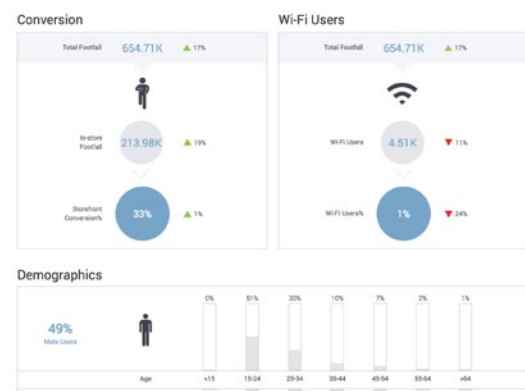 Conversion
Wi-Fi Users
Total Footfall 654.71K 17%
Total Footfall 654.71K 17%
In-store
Footfall
213.98K 19%
Wi-Fi Users 4.51K 11%
Storefront
Conversion%
33% 1%
Wi-Fi Users% 1% 24%
Demographics
0% 51% 30% 10% 7% 2% 1%
49%
Male Users
Age <15 15-24 25-34 35-44 45-54 55-64 >64